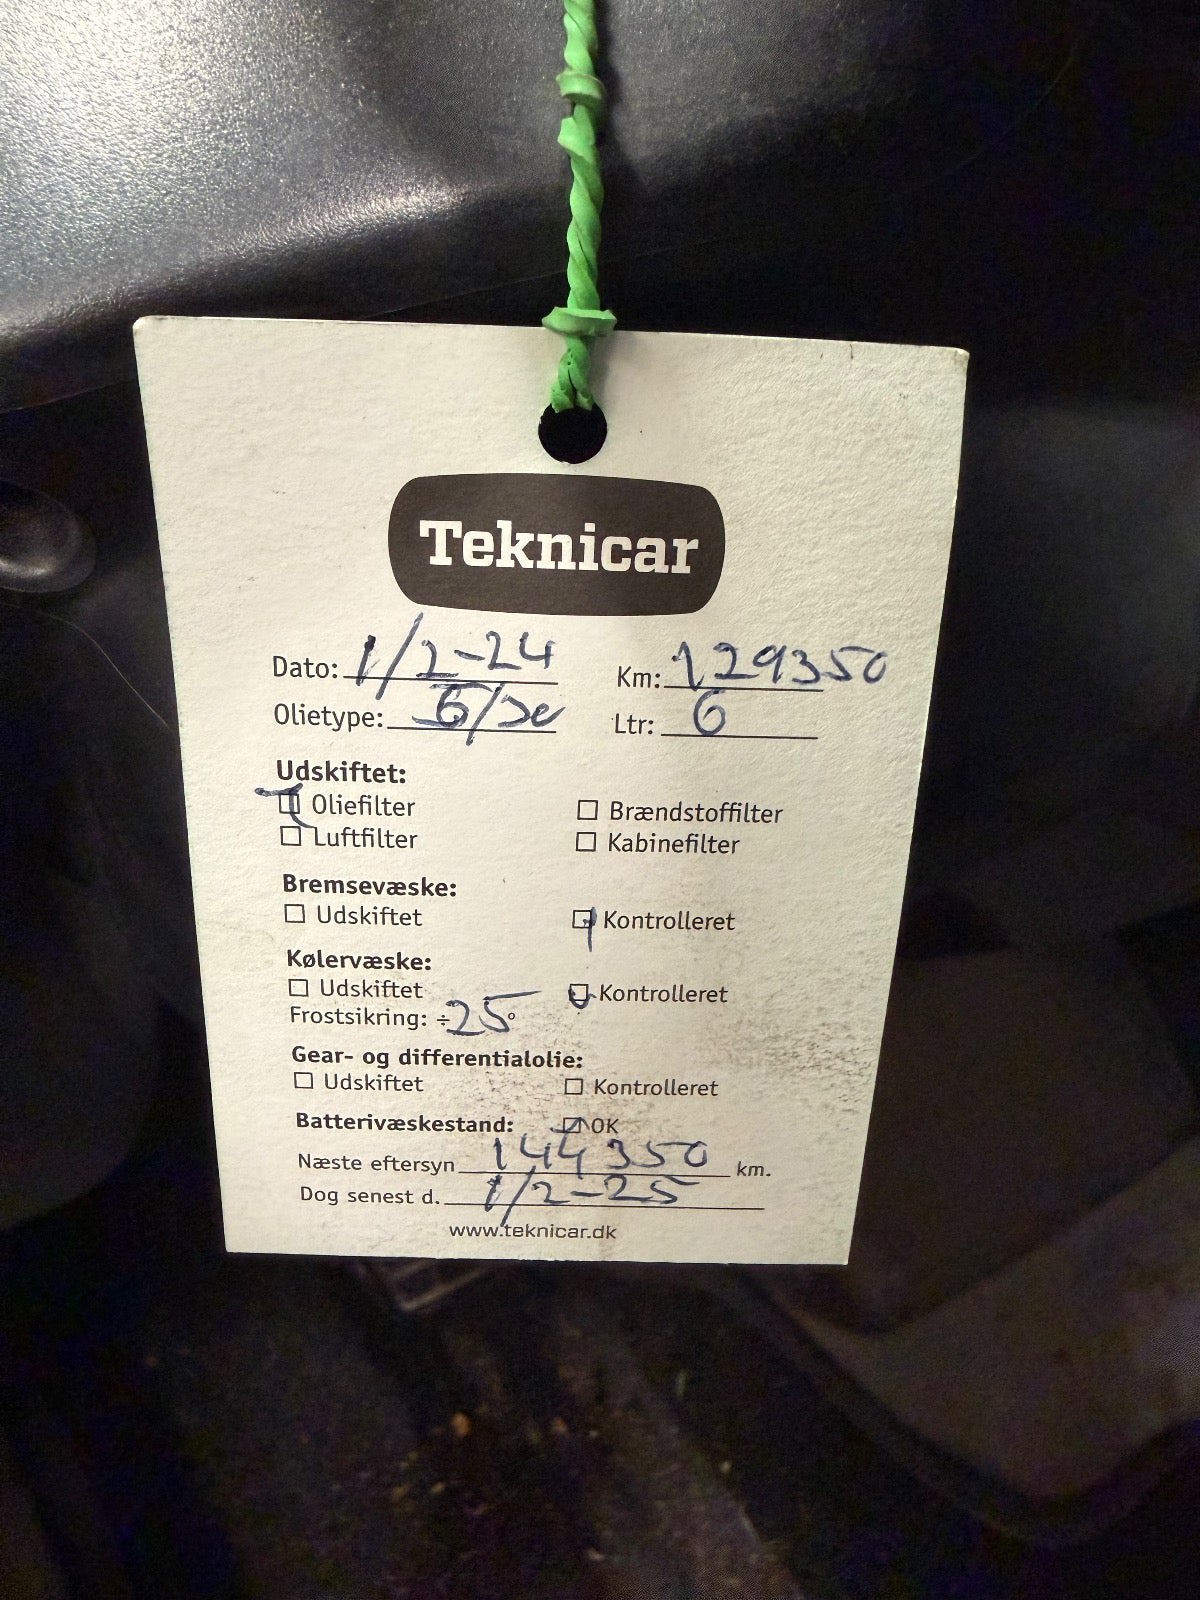 Teknicar
Dato: 1/2-24 Km: 129350
Olietype: Ltr: 6
Udskiftet:
Oliefilter Brændstoffilter
Luftfilter Kabinefilter
Bremsevæske:
Udskiftet Kontrolleret
Kølervæske:
Udskiftet Kontrolleret
Frostsikring: ÷25°
Gear- og differentialolie:
Udskiftet Kontrolleret
Batterivæskestand: OK
Næste eftersyn 144350 km.
Dog senest d. 1/2-25
www.teknicar.dk